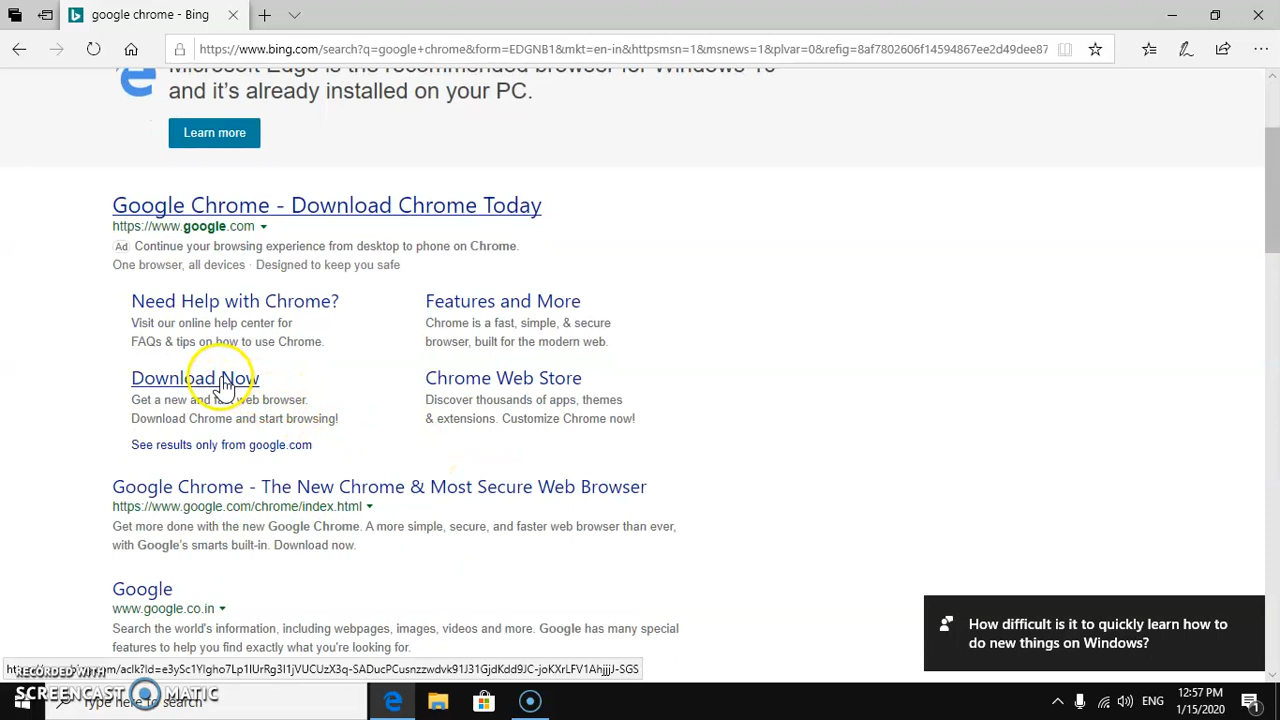 google chrome - Bing
https://www.bing.com/search?q=google+chrome&form=EDGNB1&mkt=en-in&httpsmsn=1&msnews=1&plvar=0&refig=8af7802606f14594867ee2d49dee87
Microsoft Edge is the recommended browser for Windows 10
and it's already installed on your PC.
Learn more
Google Chrome - Download Chrome Today
https://www.google.com
Ad Continue your browsing experience from desktop to phone on Chrome.
One browser, all devices · Designed to keep you safe
Need Help with Chrome?
Visit our online help center for
FAQs & tips on how to use Chrome.
Features and More
Chrome is a fast, simple, & secure
browser, built for the modern web.
Download Now
Get a new and fast web browser.
Download Chrome and start browsing!
Chrome Web Store
Discover thousands of apps, themes
& extensions. Customize Chrome now!
See results only from google.com
Google Chrome - The New Chrome & Most Secure Web Browser
https://www.google.com/chrome/index.html
Get more done with the new Google Chrome. A more simple, secure, and faster web browser than ever,
with Google's smarts built-in. Download now.
Google
www.google.co.in
Search the world's information, including webpages, images, videos and more. Google has many special
features to help you find exactly what you're looking for.
How difficult is it to quickly learn how to
do new things on Windows?
RECORDED WITH
SCREENCAST MATIC
Type here to search
ENG
12:57 PM
1/15/2020
1